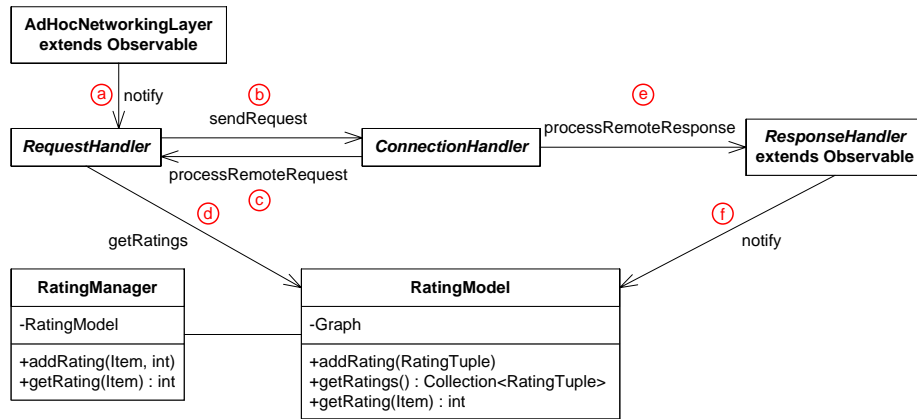 AdHocNetworkingLayer
extends Observable
a
notify
b
sendRequest
e
processRemoteResponse
RequestHandler
ConnectionHandler
ResponseHandler
extends Observable
processRemoteRequest
c
d
getRatings
f
notify
RatingManager
-RatingModel
+addRating(Item, int)
+getRating(Item) : int
RatingModel
-Graph
+addRating(RatingTuple)
+getRatings() : Collection<RatingTuple>
+getRating(Item) : int